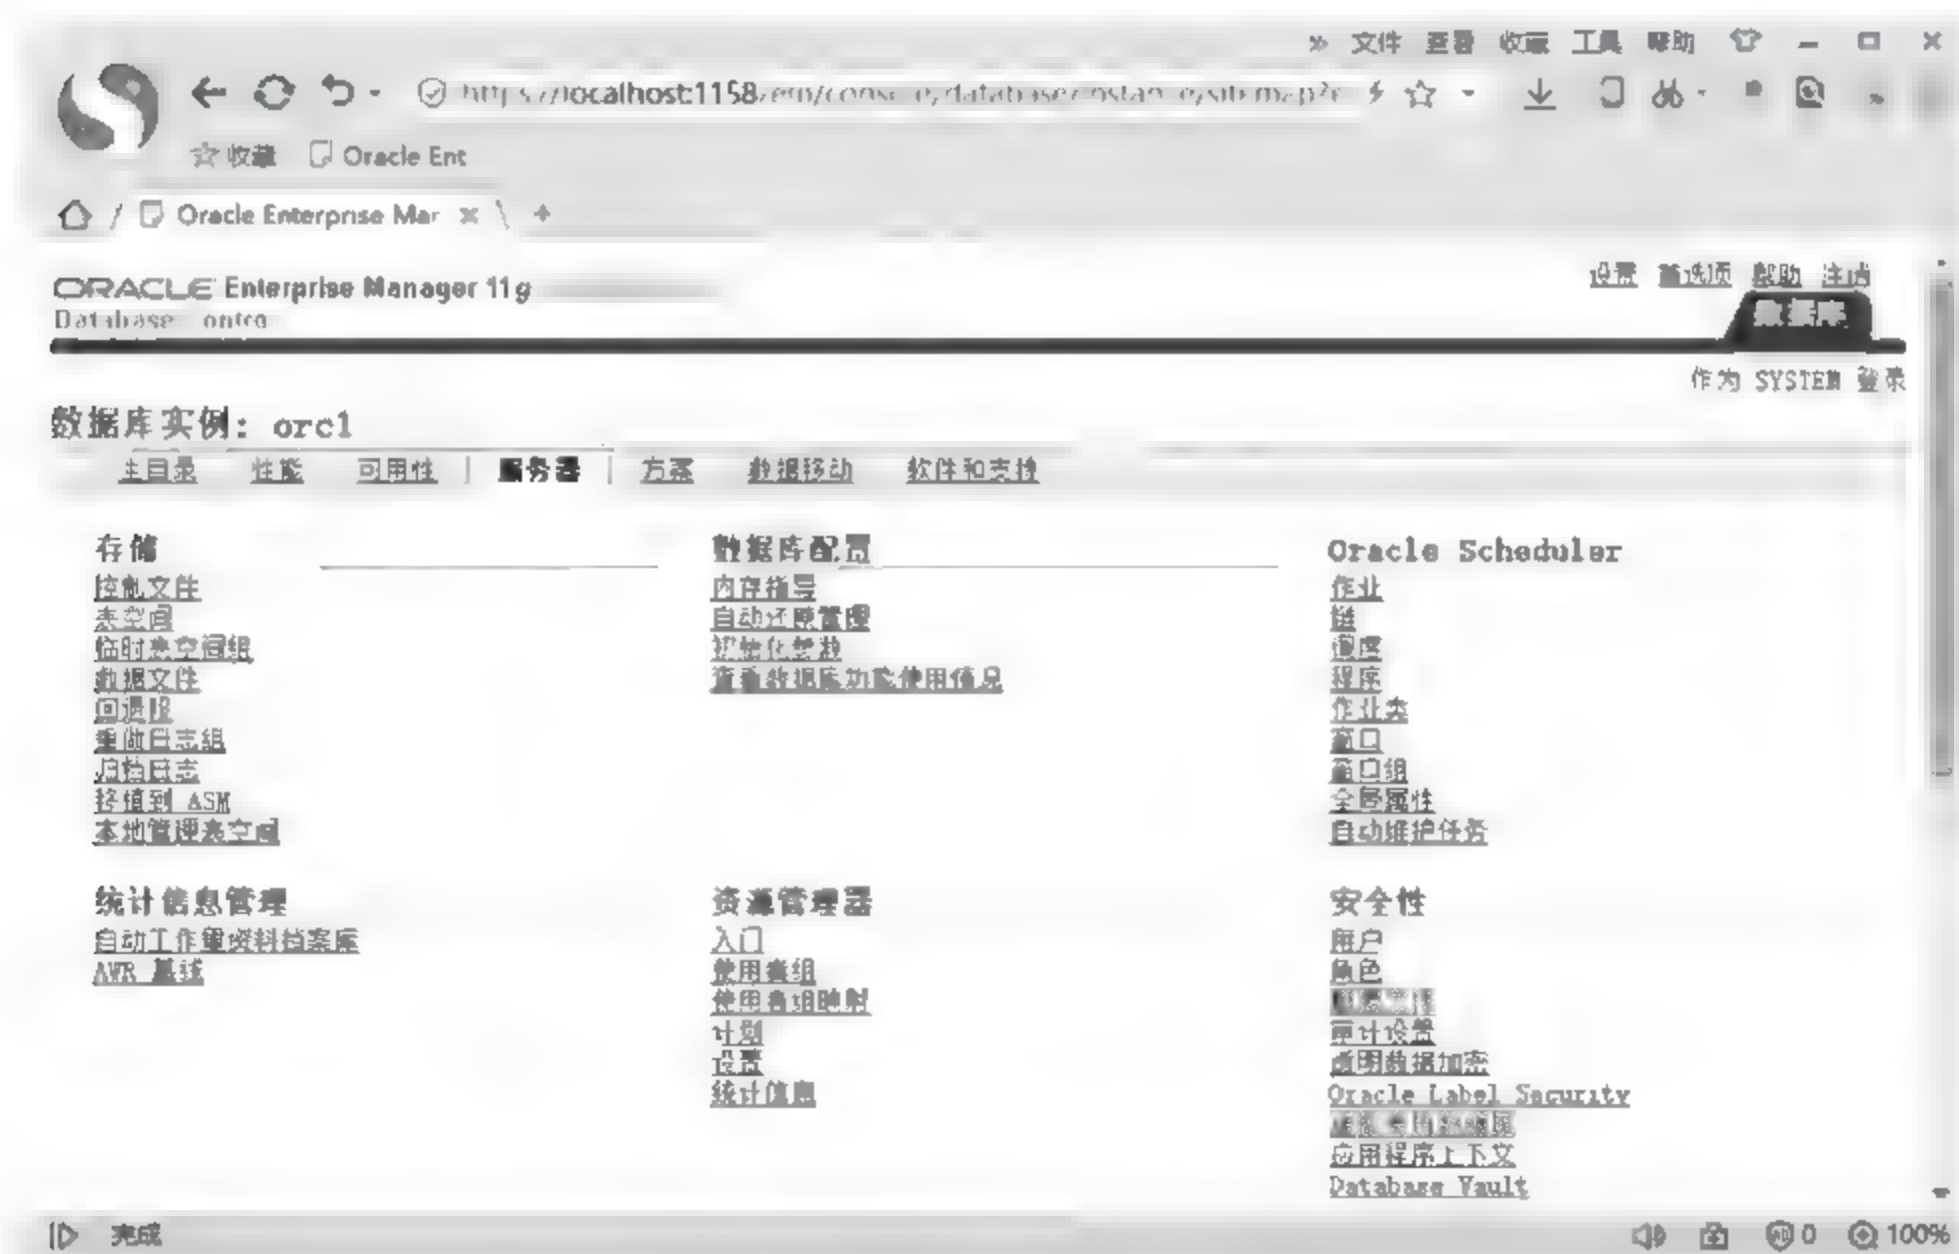 » 文件 查看 收藏 工具 帮助
localhost:1158
收藏 Oracle Ent
Oracle Enterprise Mar
ORACLE Enterprise Manager 11g
设置 首选项 帮助 注销
数据库
作为 SYSTEM 登录
数据库实例: orcl
主目录 性能 可用性 服务器 方案 数据移动 软件和支持
存储
控制文件
表空间
临时表空间组
数据文件
回退段
重做日志组
归档日志
移植到 ASM
本地管理表空间
数据库配置
内存指导
自动还原管理
初始化参数
查看数据库功能使用情况
Oracle Scheduler
作业
链
调度
程序
作业类
窗口
窗口组
全局属性
自动维护任务
统计信息管理
自动工作量资料档案库
AWR 基线
资源管理器
入门
使用者组
使用者组映射
计划
设置
统计信息
安全性
用户
角色
审计设置
透明数据加密
Oracle Label Security
应用程序上下文
Database Vault
完成
0
100%